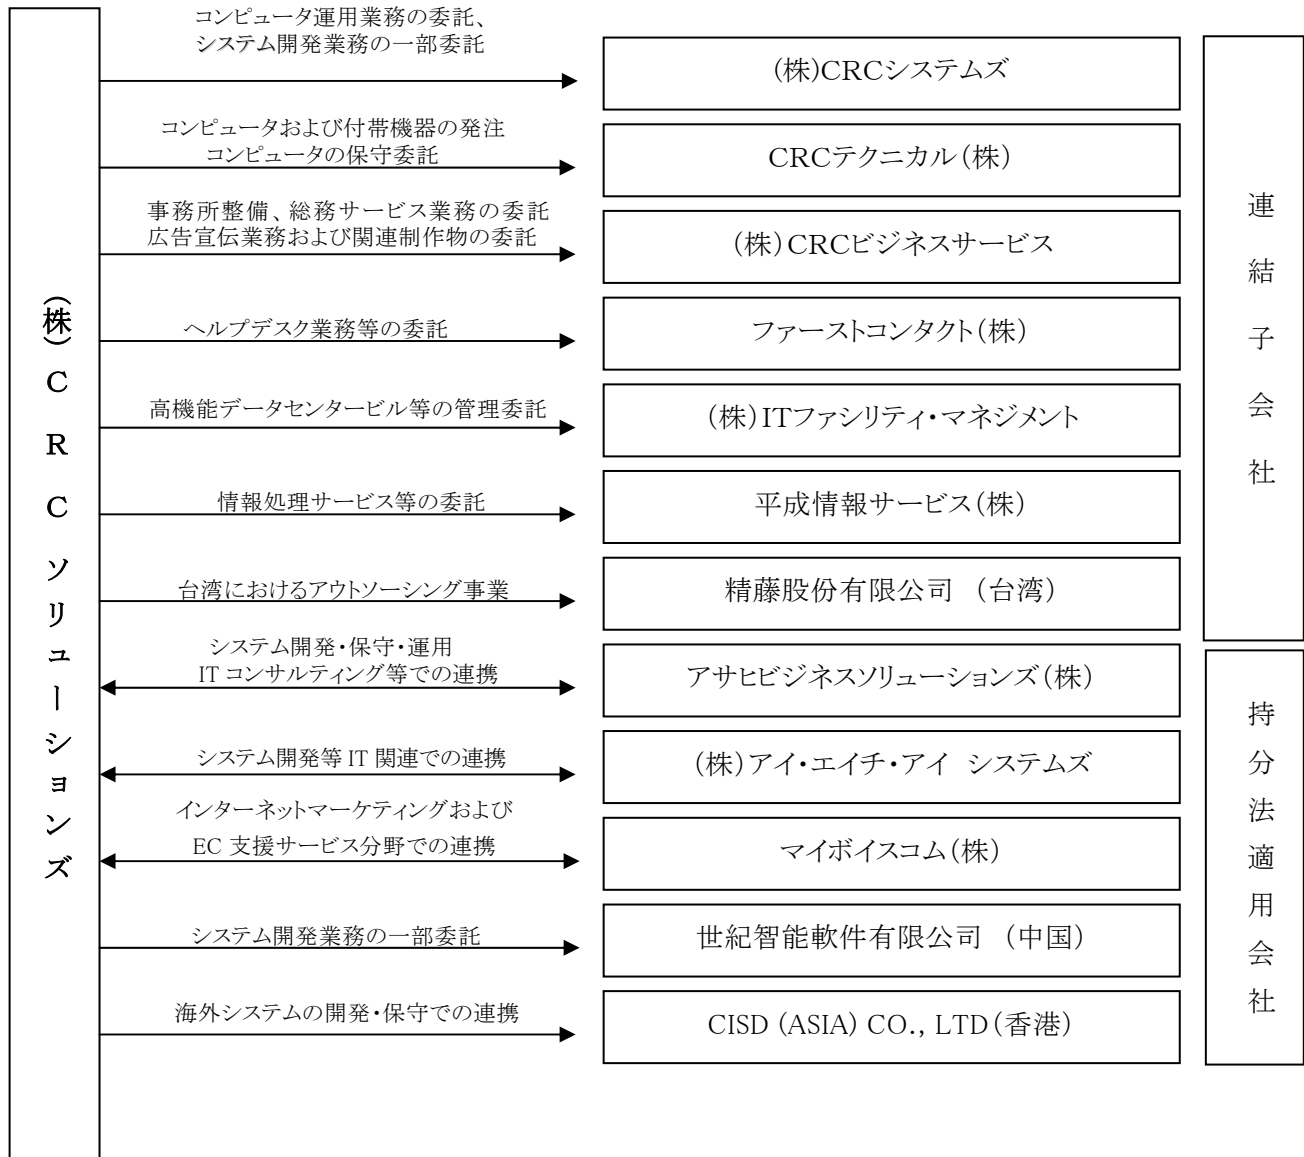 (株)CRCソリューションズ
コンピュータ運用業務の委託、
システム開発業務の一部委託
(株)CRCシステムズ
コンピュータおよび付帯機器の発注
コンピュータの保守委託
CRCテクニカル(株)
事務所整備、総務サービス業務の委託
広告宣伝業務および関連制作物の委託
(株)CRCビジネスサービス
ヘルプデスク業務等の委託
ファーストコンタクト(株)
高機能データセンタービル等の管理委託
(株)ITファシリティ・マネジメント
情報処理サービス等の委託
平成情報サービス(株)
台湾におけるアウトソーシング事業
精藤股份有限公司 (台湾)
連結子会社
システム開発・保守・運用
IT コンサルティング等での連携
アサヒビジネスソリューションズ(株)
システム開発等 IT 関連での連携
(株)アイ・エイチ・アイ システムズ
インターネットマーケティングおよび
EC 支援サービス分野での連携
マイボイスコム(株)
システム開発業務の一部委託
世紀智能軟件有限公司 (中国)
海外システムの開発・保守での連携
CISD (ASIA) CO., LTD(香港)
持分法適用会社